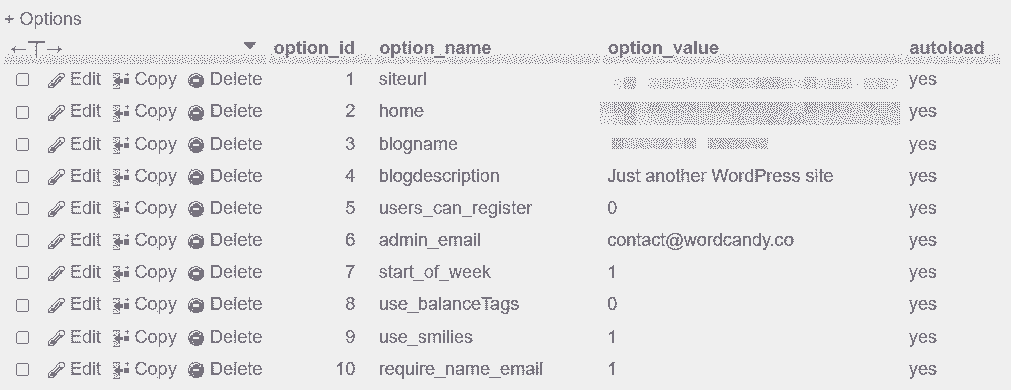 + Options
←T→ ▼ option_id option_name option_value autoload
Edit Copy Delete 1 siteurl yes
Edit Copy Delete 2 home yes
Edit Copy Delete 3 blogname yes
Edit Copy Delete 4 blogdescription Just another WordPress site yes
Edit Copy Delete 5 users_can_register 0 yes
Edit Copy Delete 6 admin_email contact@wordcandy.co yes
Edit Copy Delete 7 start_of_week 1 yes
Edit Copy Delete 8 use_balanceTags 0 yes
Edit Copy Delete 9 use_smilies 1 yes
Edit Copy Delete 10 require_name_email 1 yes